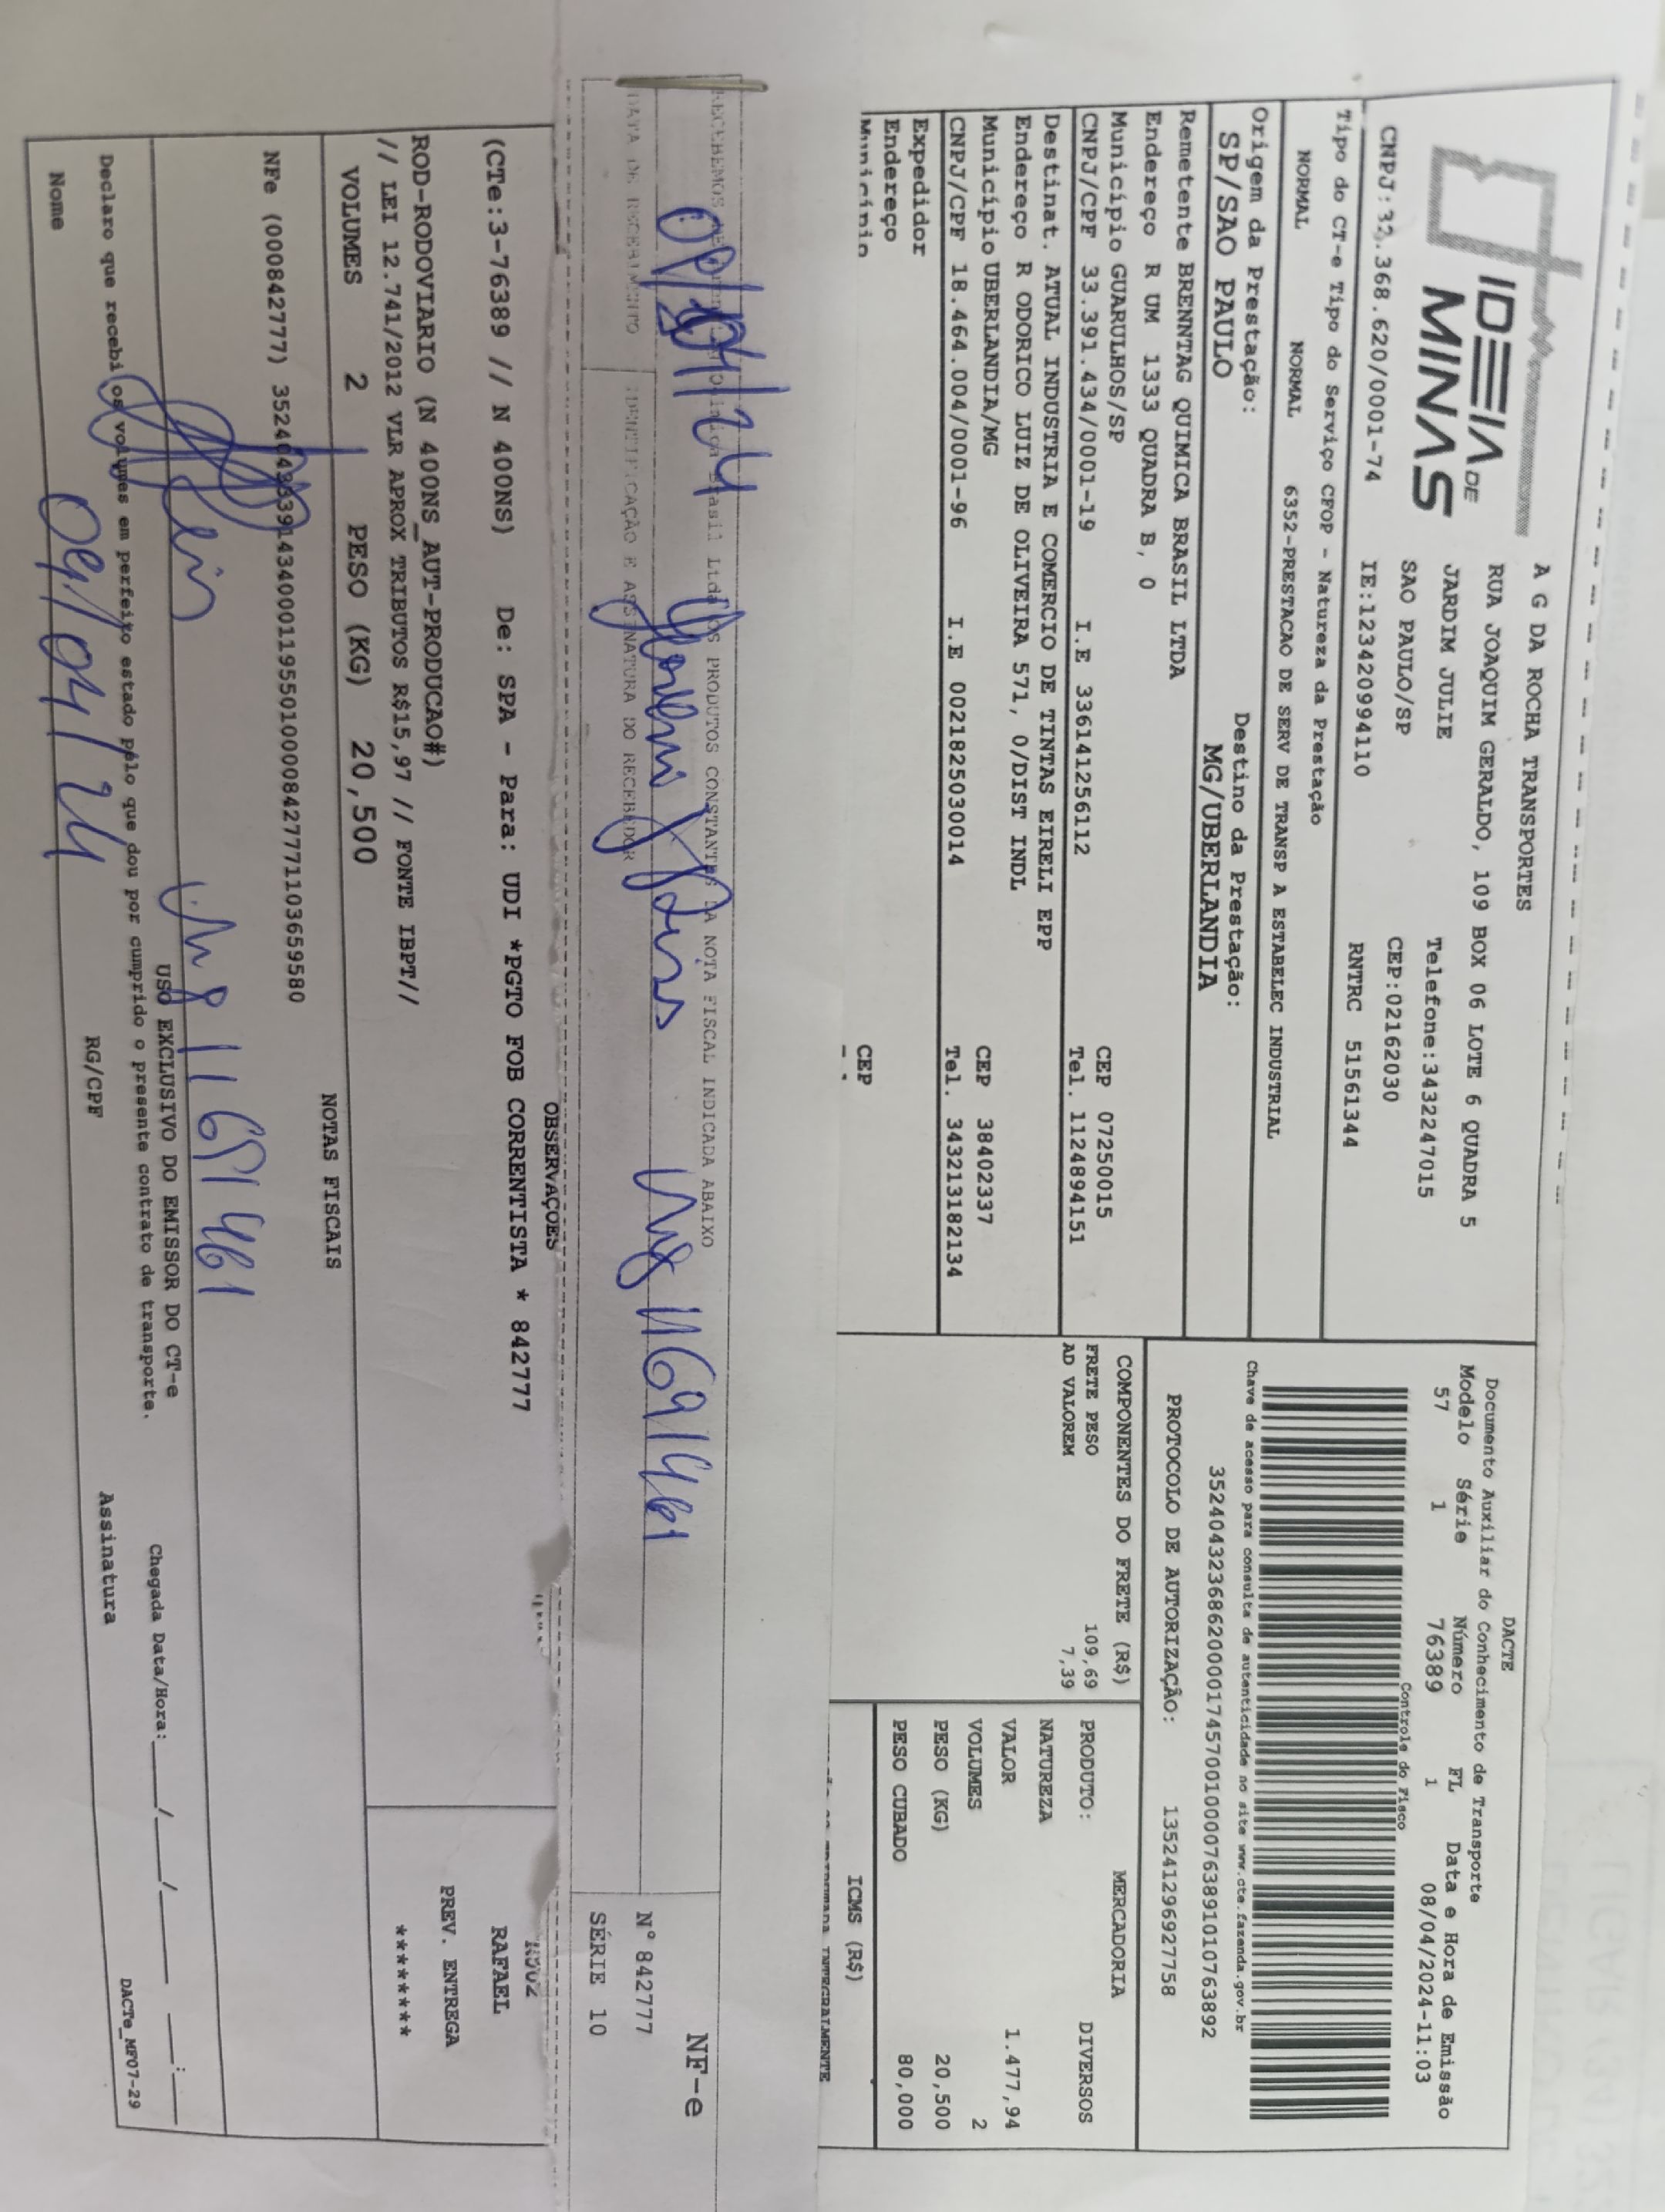 IDEIA DE
MINAS
CNPJ:32.368.620/0001-74
A G DA ROCHA TRANSPORTES
RUA JOAQUIM GERALDO, 109 BOX 06 LOTE 6 QUADRA 5
JARDIM JULIE
Telefone:3432247015
SAO PAULO/SP
CEP:02162030
IE:123420994110
RNTRC 51561344
DACTE
Documento Auxiliar do Conhecimento de Transporte
Modelo Série Número FL Data e Hora de Emissão
57 1 76389 1 08/04/2024-11:03
Controle do Fisco
Tipo do CT-e Tipo do Serviço CFOP - Natureza da Prestação
NORMAL NORMAL 6352-PRESTACAO DE SERV DE TRANSP A ESTABELEC INDUSTRIAL
Chave de acesso para consulta de autenticidade no site www.cte.fazenda.gov.br
35240432368620000174570010000763891010763892
Origem da Prestação: Destino da Prestação:
SP/SAO PAULO MG/UBERLANDIA
PROTOCOLO DE AUTORIZAÇÃO: 135241296927758
Remetente BRENNTAG QUIMICA BRASIL LTDA
Endereço R UM 1333 QUADRA B, 0
Município GUARULHOS/SP CEP 07250015
CNPJ/CPF 33.391.434/0001-19 I.E 336141256112 Tel. 1124894151
Destinat. ATUAL INDUSTRIA E COMERCIO DE TINTAS EIRELI EPP
Endereço R ODORICO LUIZ DE OLIVEIRA 571, 0/DIST INDL
Município UBERLANDIA/MG CEP 38402337
CNPJ/CPF 18.464.004/0001-96 I.E 0021825030014 Tel. 34321318213​4
Expedidor
Endereço
Município CEP
COMPONENTES DO FRETE (R$)
FRETE PESO 109,69
AD VALOREM 7,39
MERCADORIA
PRODUTO: DIVERSOS
NATUREZA
VALOR 1.477,94
VOLUMES 2
PESO (KG) 20,500
PESO CUBADO 80,000
ICMS (R$)
INTEGRALMENTE
RECEBEMOS Brasil Ltda OS PRODUTOS CONSTANTES DA NOTA FISCAL INDICADA ABAIXO
DATA DE RECEBIMENTO IDENTIFICAÇÃO E ASSINATURA DO RECEBEDOR
NF-e
N° 842777
SÉRIE 10
OBSERVAÇOES
(CTe:3-76389 // N 400NS) De: SPA - Para: UDI *PGTO FOB CORRENTISTA * 842777
RAFAEL
ROD-RODOVIARIO (N 400NS_AUT-PRODUCAO#)
// LEI 12.741/2012 VLR APROX TRIBUTOS R$15,97 // FONTE IBPT//
PREV. ENTREGA
********
VOLUMES 2 PESO (KG) 20,500
NOTAS FISCAIS
NFe (000842777) 35240433391434000119550100008427771103659580
USO EXCLUSIVO DO EMISSOR DO CT-e
Declaro que recebi os volumes em perfeito estado pelo que dou por cumprido o presente contrato de transporte.
Chegada Data/Hora: ___/___/___ __:__
Nome RG/CPF Assinatura
09/04/24
DACTe_MF07-29